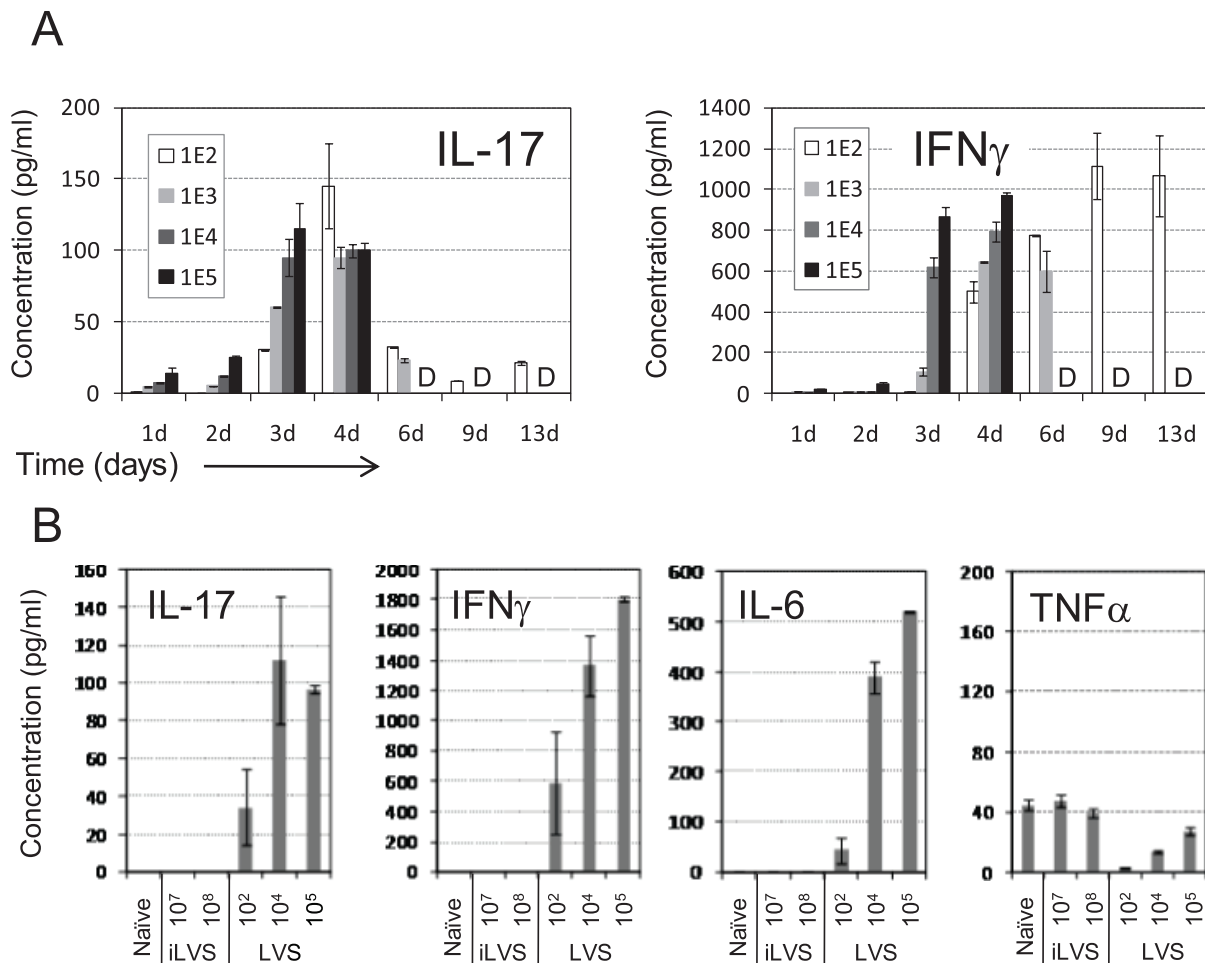 A
IL-17
Concentration (pg/ml)
200
150
100
50
0
1E2
1E3
1E4
1E5
D D D
1d 2d 3d 4d 6d 9d 13d
Time (days)
IFNγ
Concentration (pg/ml)
1400
1200
1000
800
600
400
200
0
1E2
1E3
1E4
1E5
D D D
1d 2d 3d 4d 6d 9d 13d
B
Concentration (pg/ml)
IL-17
160
140
120
100
80
60
40
20
0
Naïve 10⁷ 10⁸ 10² 10⁴ 10⁵
iLVS LVS
IFNγ
2000
1800
1600
1400
1200
1000
800
600
400
200
0
Naïve 10⁷ 10⁸ 10² 10⁴ 10⁵
iLVS LVS
IL-6
600
500
400
300
200
100
0
Naïve 10⁷ 10⁸ 10² 10⁴ 10⁵
iLVS LVS
TNFα
200
160
120
80
40
0
Naïve 10⁷ 10⁸ 10² 10⁴ 10⁵
iLVS LVS